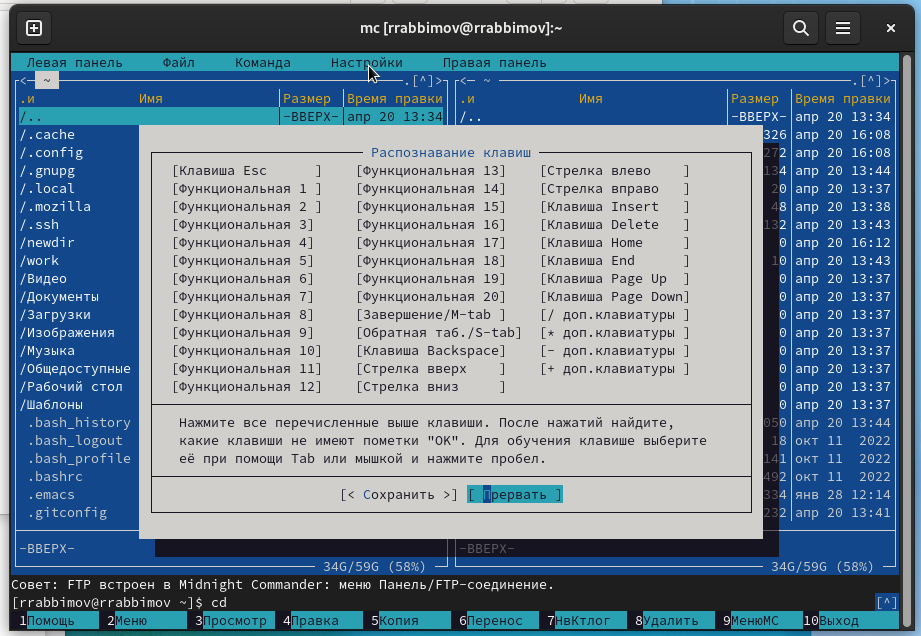 mc [rrabbimov@rrabbimov]:~
Левая панель Файл Команда Настройки Правая панель
<─ ~ .[^]> <─ ~ .[^]>
.и Имя Размер Время правки .и Имя Размер Время правки
/.. -ВВЕРХ- апр 20 13:34 /.. -ВВЕРХ- апр 20 13:34
/.cache 326 апр 20 16:08
Распознавание клавиш
/.config 272 апр 20 16:08
/.gnupg [Клавиша Esc ] [Функциональная 13] [Стрелка влево ] 134 апр 20 13:44
/.local [Функциональная 1 ] [Функциональная 14] [Стрелка вправо ] 20 апр 20 13:37
/.mozilla [Функциональная 2 ] [Функциональная 15] [Клавиша Insert ] 48 апр 20 13:38
/.ssh [Функциональная 3] [Функциональная 16] [Клавиша Delete ] 132 апр 20 13:43
/newdir [Функциональная 4] [Функциональная 17] [Клавиша Home ] 0 апр 20 16:12
/work [Функциональная 5] [Функциональная 18] [Клавиша End ] 10 апр 20 13:43
/Видео [Функциональная 6] [Функциональная 19] [Клавиша Page Up ] 0 апр 20 13:37
/Документы [Функциональная 7] [Функциональная 20] [Клавиша Page Down] 0 апр 20 13:37
/Загрузки [Функциональная 8] [Завершение/M-tab ] [/ доп.клавиатуры ] 0 апр 20 13:37
/Изображения [Функциональная 9] [Обратная таб./S-tab] [* доп.клавиатуры ] 0 апр 20 13:37
/Музыка [Функциональная 10] [Клавиша Backspace] [- доп.клавиатуры ] 0 апр 20 13:37
/Общедоступные [Функциональная 11] [Стрелка вверх ] [+ доп.клавиатуры ] 0 апр 20 13:37
/Рабочий стол [Функциональная 12] [Стрелка вниз ] 0 апр 20 13:37
/Шаблоны 0 апр 20 13:37
.bash_history Нажмите все перечисленные выше клавиши. После нажатий найдите, 050 апр 20 13:44
.bash_logout какие клавиши не имеют пометки "OK". Для обучения клавише выберите 18 окт 11 2022
.bash_profile её при помощи Tab или мышкой и нажмите пробел. 141 окт 11 2022
.bashrc 492 окт 11 2022
.emacs [< Сохранить >] [ Прервать ] 334 янв 28 12:14
.gitconfig 232 апр 20 13:41
-ВВЕРХ- -ВВЕРХ-
34G/59G (58%) 34G/59G (58%)
Совет: FTP встроен в Midnight Commander: меню Панель/FTP-соединение.
[rrabbimov@rrabbimov ~]$ cd [^]
1Помощь 2Меню 3Просмотр 4Правка 5Копия 6Перенос 7НвКтлог 8Удалить 9МенюMC 10Выход